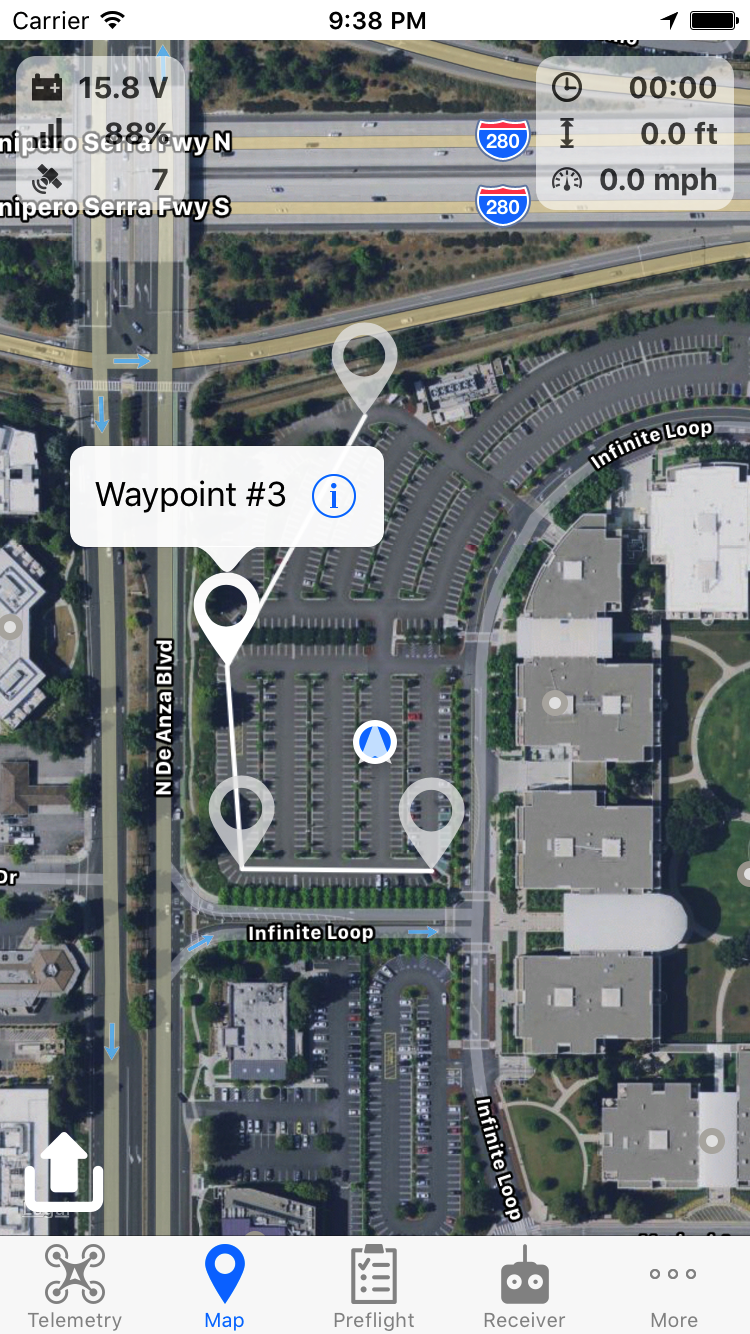 Carrier 9:38 PM
15.8 V 00:00
88% 0.0 ft
7 0.0 mph
nipero Serra Fwy N
280
nipero Serra Fwy S
280
Infinite Loop
Waypoint #3 i
N De Anza Blvd
Dr
Infinite Loop
Infinite Loop
Telemetry Map Preflight Receiver More